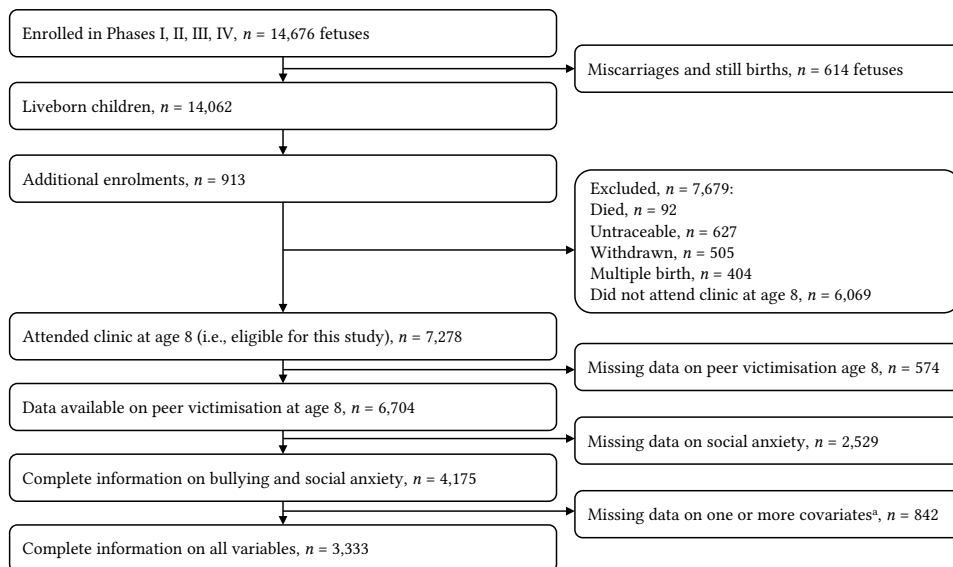 Enrolled in Phases I, II, III, IV, n = 14,676 fetuses
Miscarriages and still births, n = 614 fetuses
Liveborn children, n = 14,062
Additional enrolments, n = 913
Excluded, n = 7,679:
Died, n = 92
Untraceable, n = 627
Withdrawn, n = 505
Multiple birth, n = 404
Did not attend clinic at age 8, n = 6,069
Attended clinic at age 8 (i.e., eligible for this study), n = 7,278
Missing data on peer victimisation age 8, n = 574
Data available on peer victimisation at age 8, n = 6,704
Missing data on social anxiety, n = 2,529
Complete information on bullying and social anxiety, n = 4,175
Missing data on one or more covariatesᵃ, n = 842
Complete information on all variables, n = 3,333